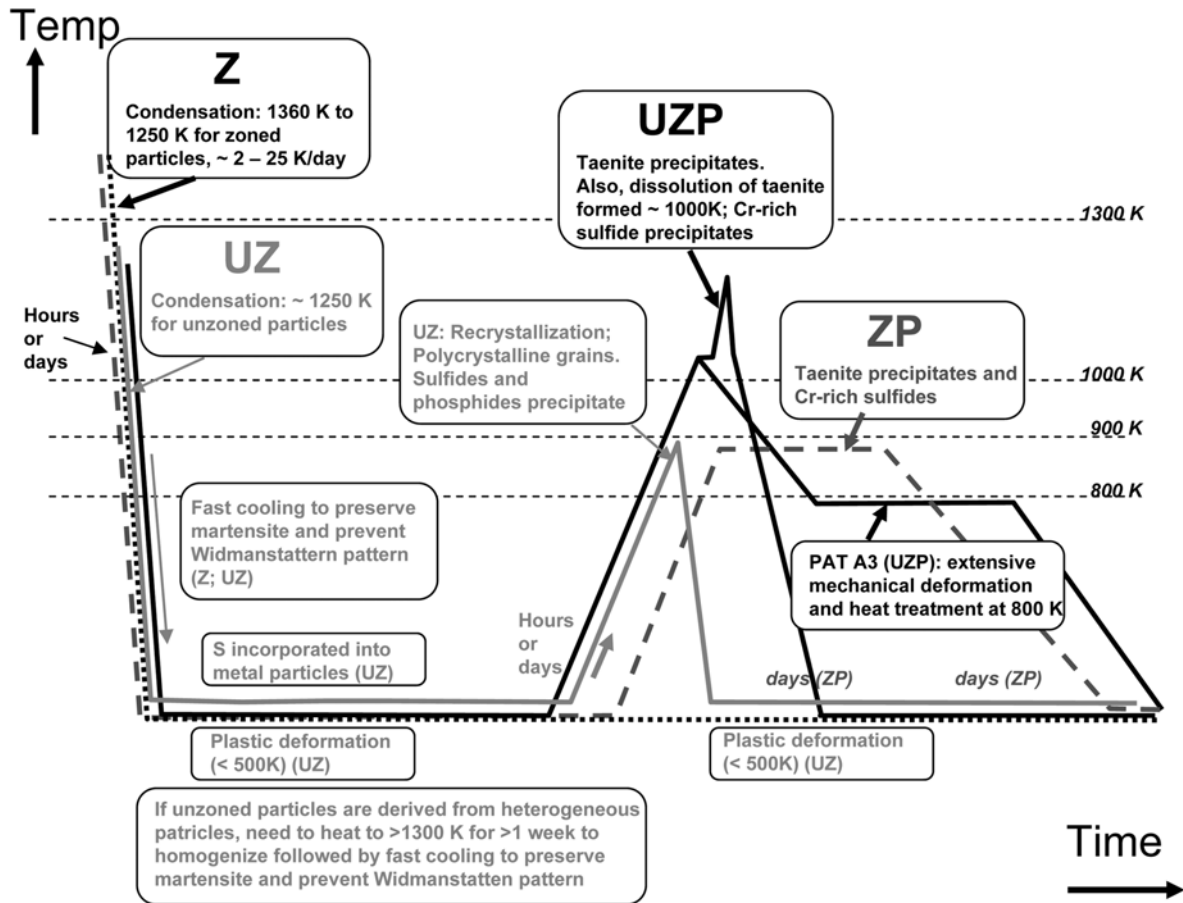 Temp
Z
Condensation: 1360 K to
1250 K for zoned
particles, ~ 2 – 25 K/day
UZP
Taenite precipitates.
Also, dissolution of taenite
formed ~ 1000K; Cr-rich
sulfide precipitates
1300 K
UZ
Condensation: ~ 1250 K
for unzoned particles
Hours
or
days
UZ: Recrystallization;
Polycrystalline grains.
Sulfides and
phosphides precipitate
ZP
Taenite precipitates and
Cr-rich sulfides
1000 K
900 K
800 K
Fast cooling to preserve
martensite and prevent
Widmanstattern pattern
(Z; UZ)
PAT A3 (UZP): extensive
mechanical deformation
and heat treatment at 800 K
Hours
or
days
S incorporated into
metal particles (UZ)
days (ZP)
days (ZP)
Plastic deformation
(< 500K) (UZ)
Plastic deformation
(< 500K) (UZ)
If unzoned particles are derived from heterogeneous
patricles, need to heat to >1300 K for >1 week to
homogenize followed by fast cooling to preserve
martensite and prevent Widmanstatten pattern
Time